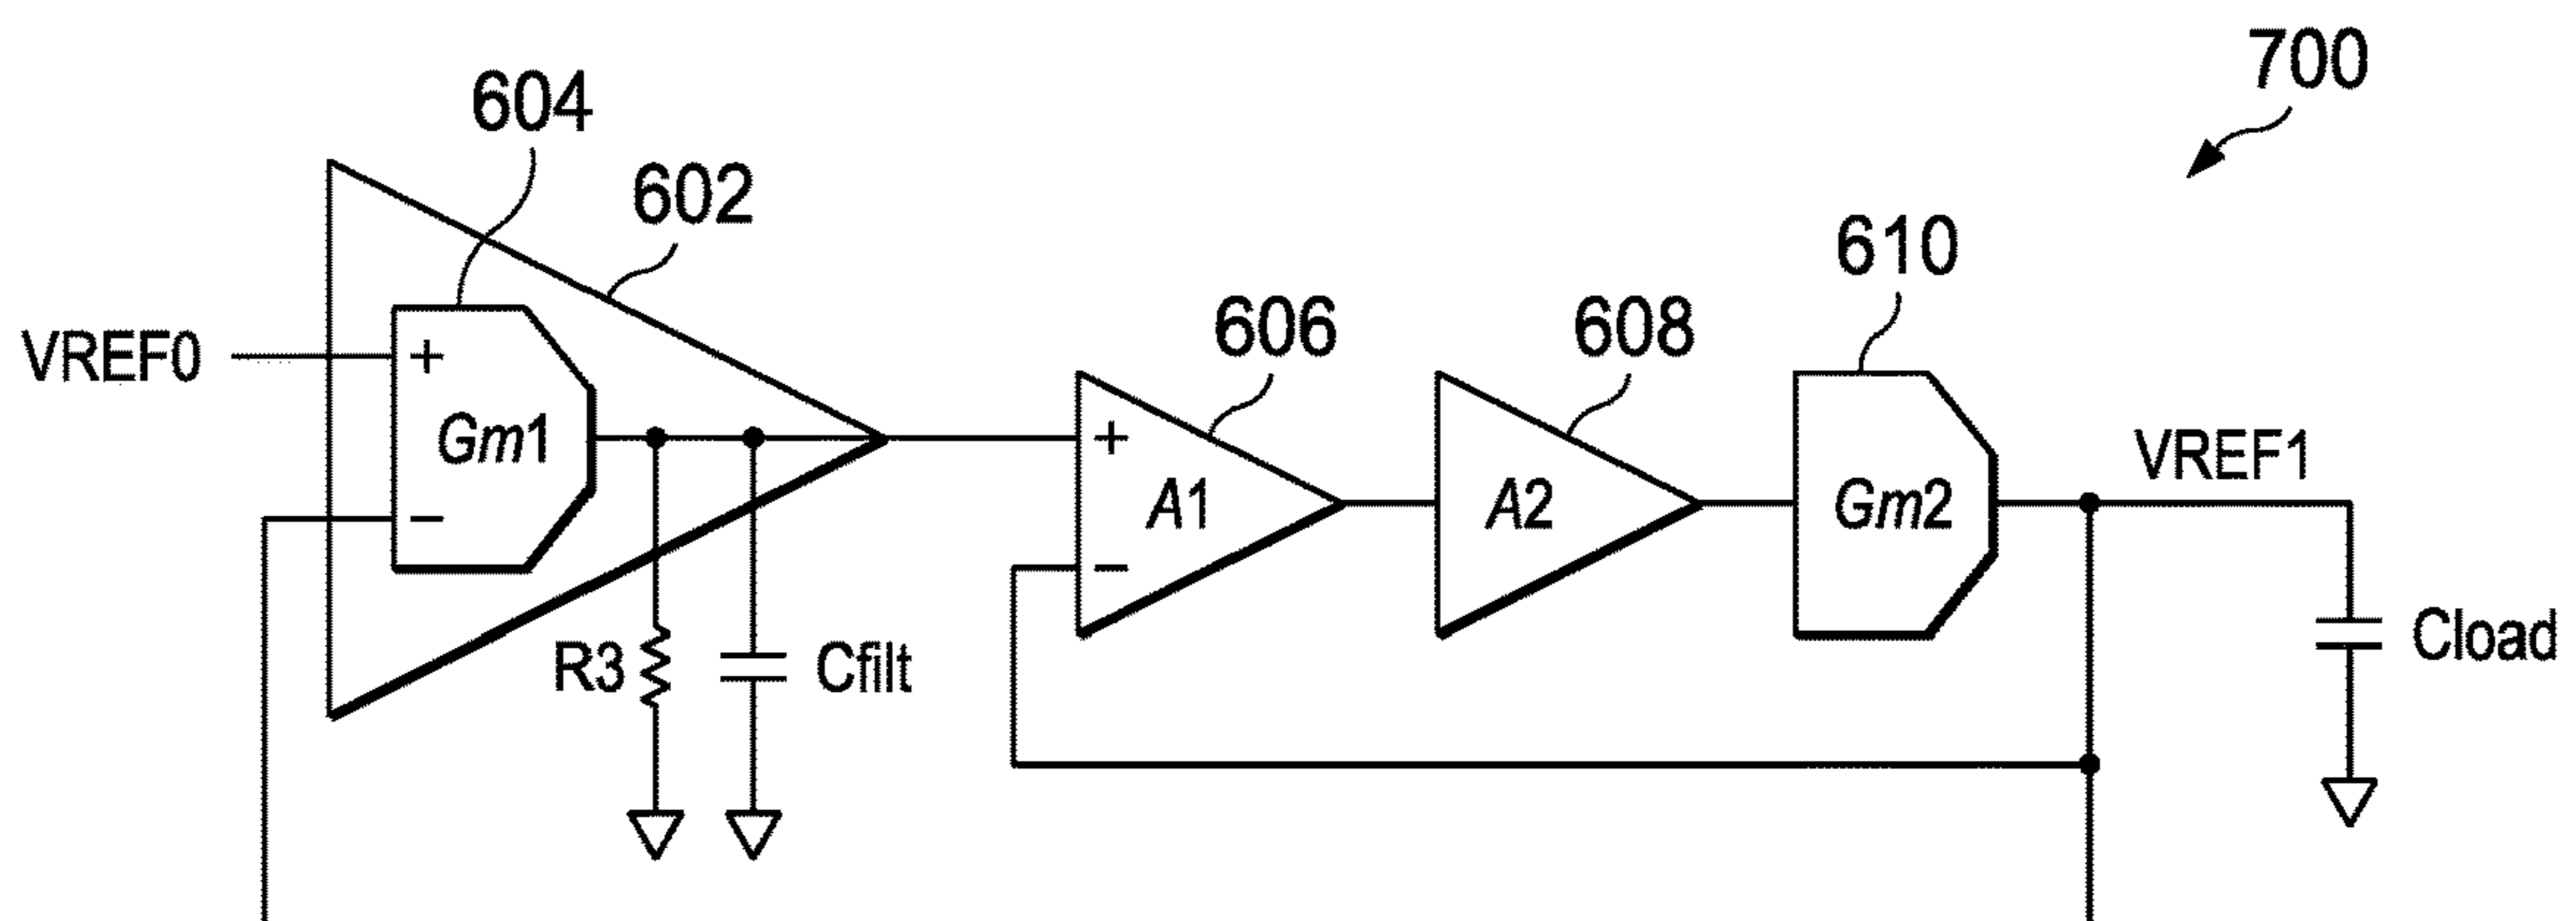 700
604
602
610
606
608
VREF0
+
Gm1
−
+
A1
−
A2
Gm2
VREF1
R3
Cfilt
Cload